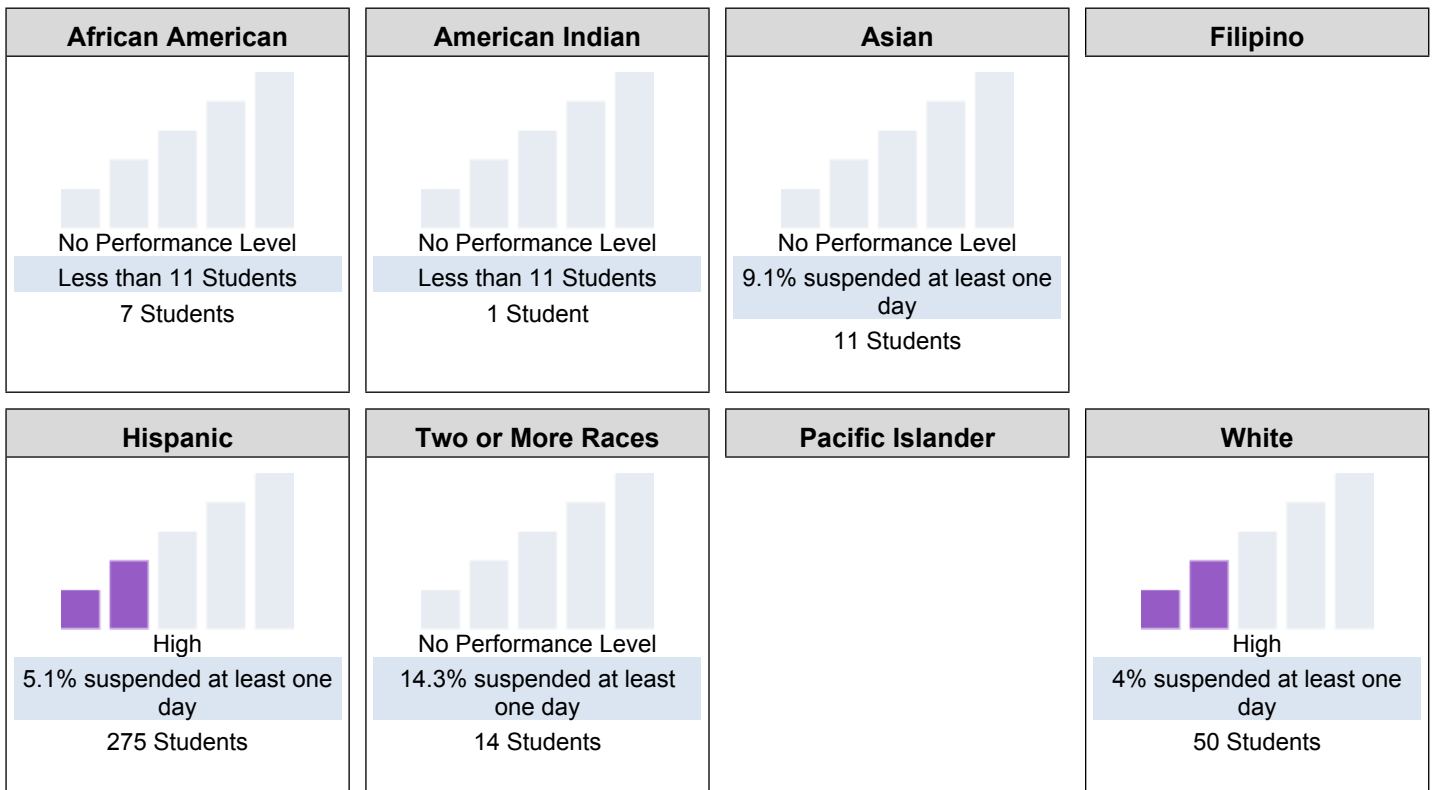 African American
No Performance Level
Less than 11 Students
7 Students
American Indian
No Performance Level
Less than 11 Students
1 Student
Asian
No Performance Level
9.1% suspended at least one
day
11 Students
Filipino
Hispanic
High
5.1% suspended at least one
day
275 Students
Two or More Races
No Performance Level
14.3% suspended at least
one day
14 Students
Pacific Islander
White
High
4% suspended at least one
day
50 Students